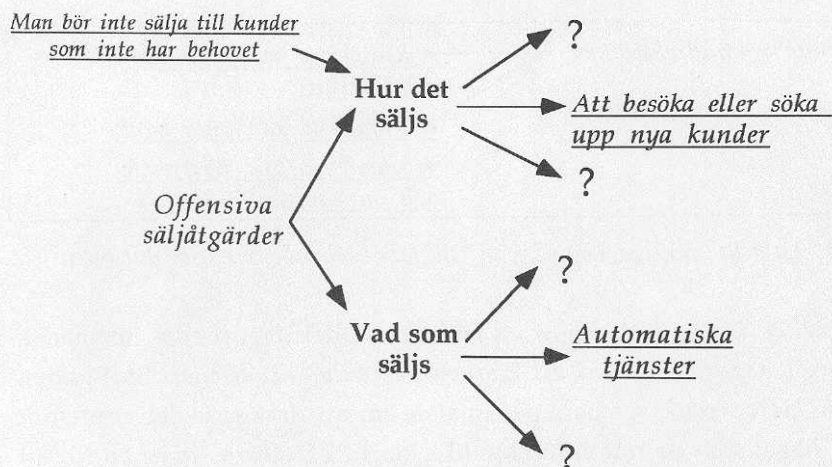 Man bör inte sälja till kunder
som inte har behovet
?
Hur det
säljs
Att besöka eller söka
upp nya kunder
?
Offensiva
säljåtgärder
?
Vad som
säljs
Automatiska
tjänster
?